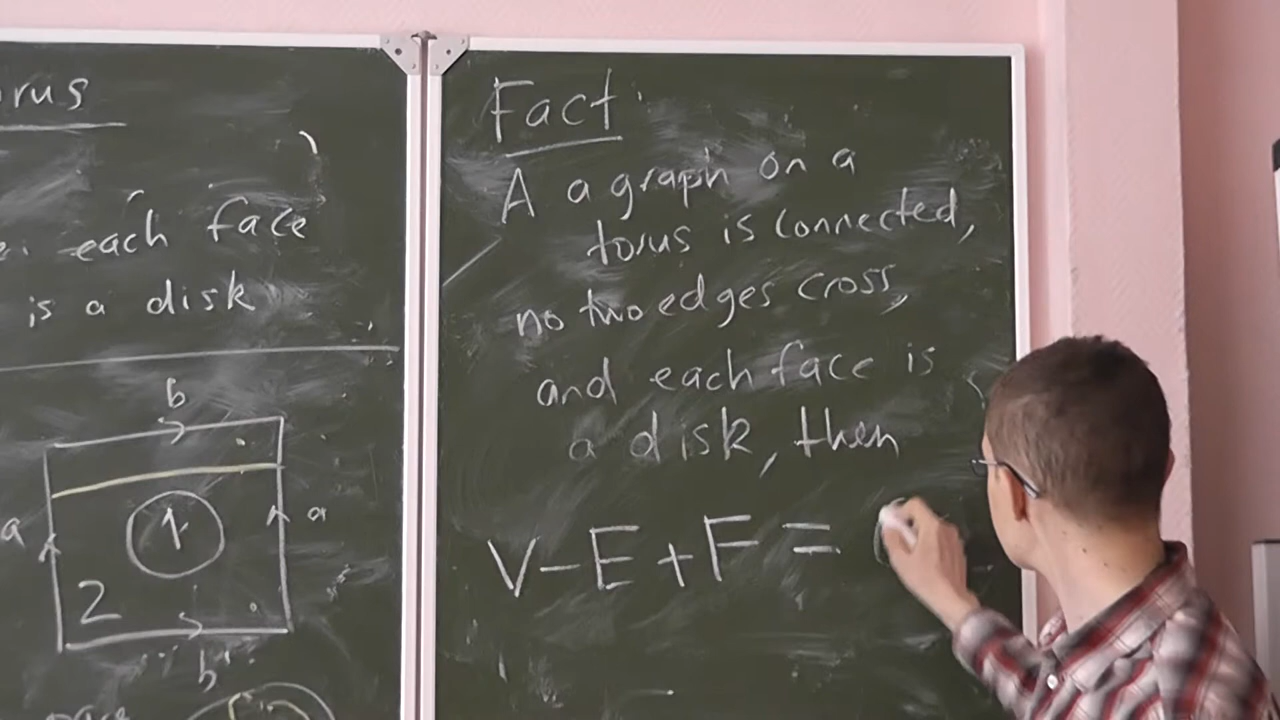 each face
is a disk
b
a
1
a
2
b
Fact:
A a graph on a
torus is connected,
no two edges cross,
and each face is
a disk, then
V-E+F=